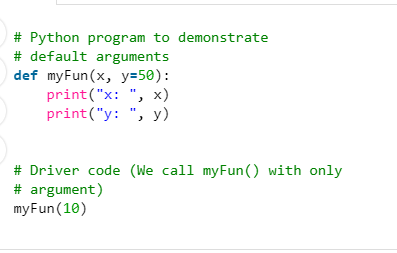 # Python program to demonstrate
# default arguments
def myFun(x, y=50):
    print("x: ", x)
    print("y: ", y)
# Driver code (We call myFun() with only
# argument)
myFun(10)